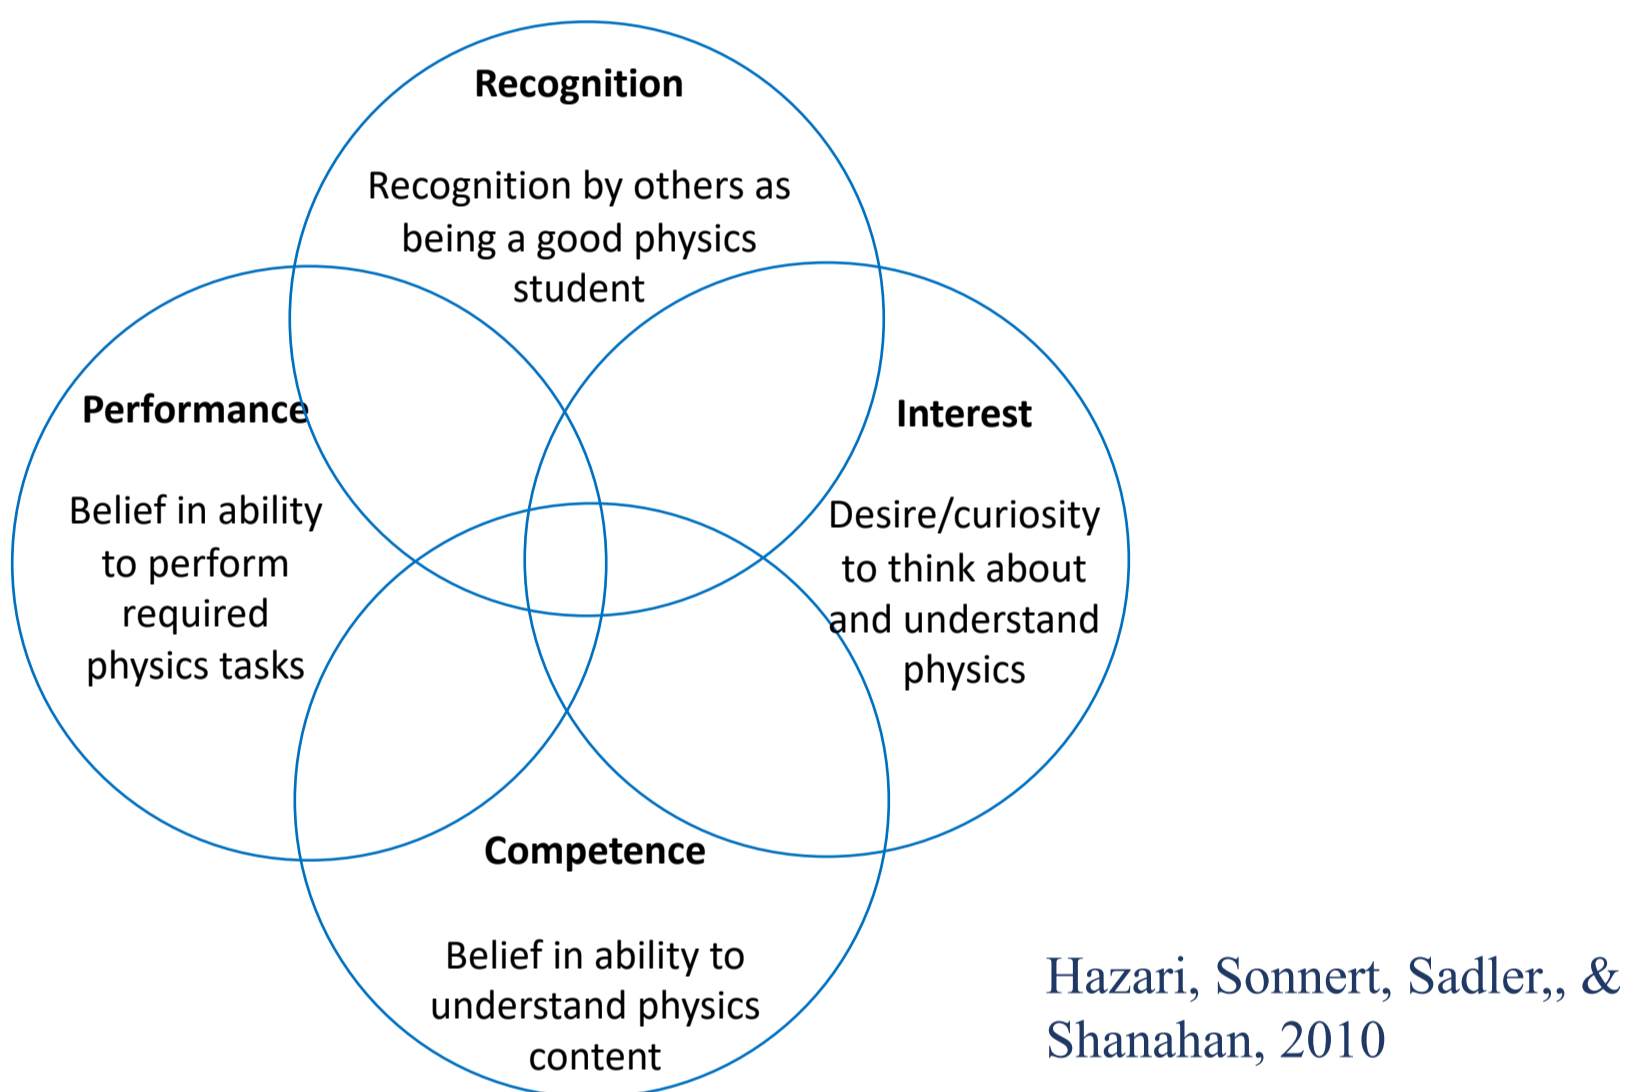 Recognition
Recognition by others as
being a good physics
student
Performance
Belief in ability
to perform
required
physics tasks
Interest
Desire/curiosity
to think about
and understand
physics
Competence
Belief in ability to
understand physics
content
Hazari, Sonnert, Sadler,, &
Shanahan, 2010